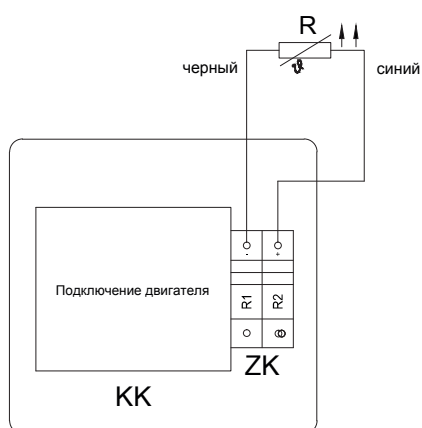 R
ϑ
черный
синий
- +
Подключение двигателя
R1 R2
ZK
KK